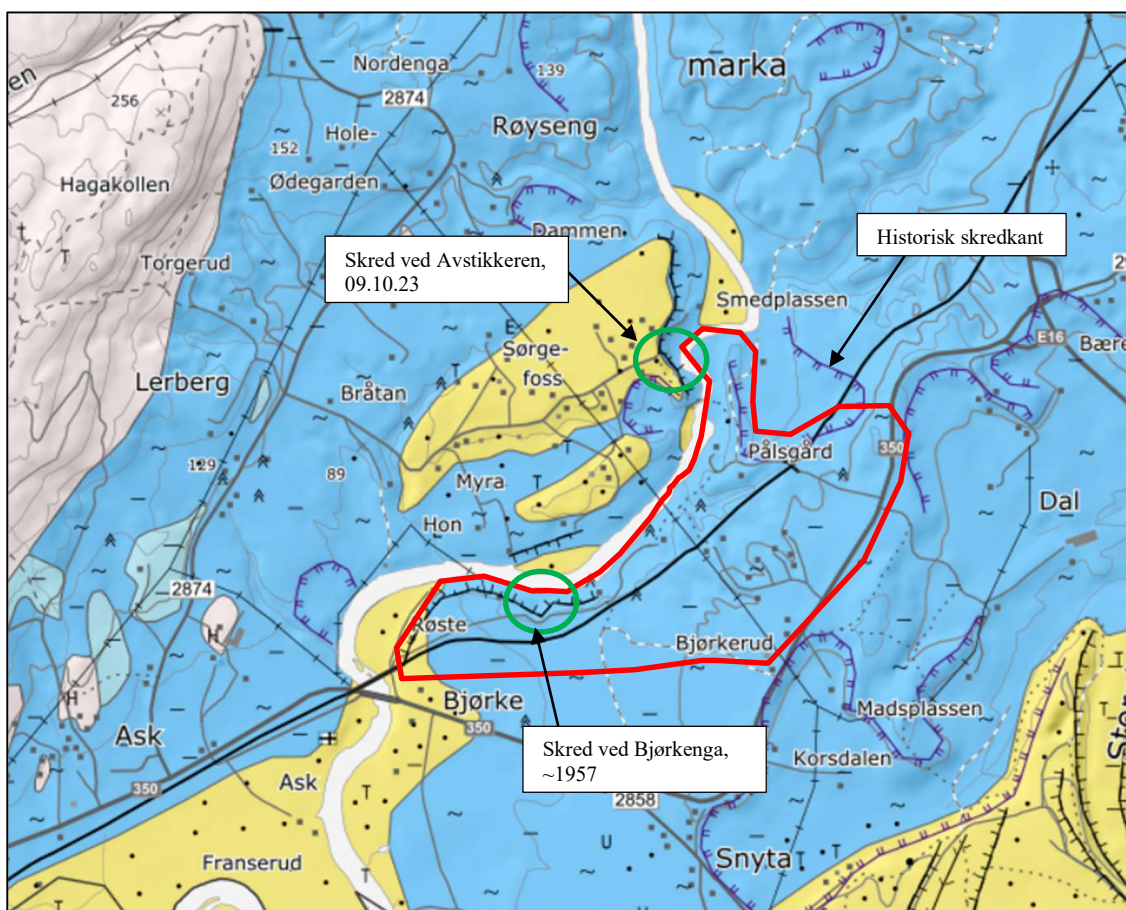 en
Nordenga
139
marka
2874
256
Røyseng
Hole-
Ødegarden
152
Hagakollen
Dammen
Historisk skredkant
Skred ved Avstikkeren,
09.10.23
Torgerud
Smedplassen
E16
Bære
Sørge-
foss
Lerberg
Bråtan
350
Pålsgård
129
89
Myra
Dal
Hon
2874
Røste
Bjørkerud
Bjørke
350
Madsplassen
Skred ved Bjørkenga,
~1957
Ask
Korsdalen
Ask
350
2858
Franserud
Snyta